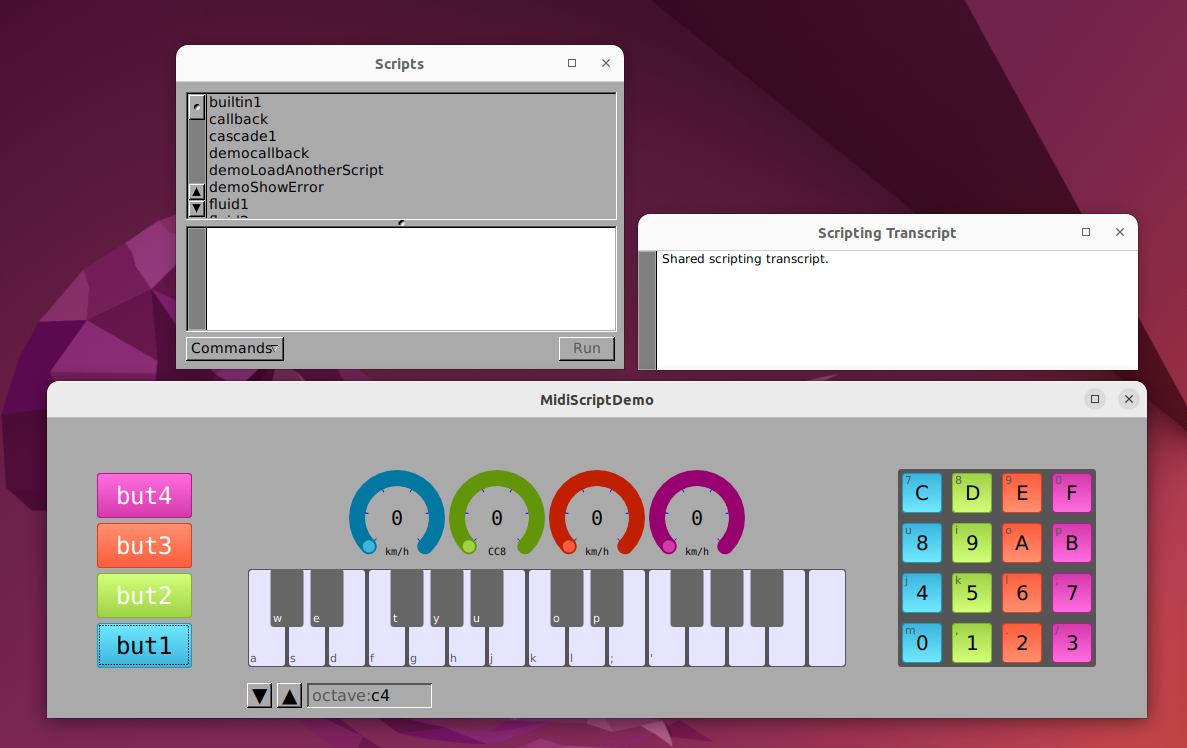 Scripts
builtin1
callback
cascade1
democallback
demoLoadAnotherScript
demoShowError
fluid1
Commands
Run
Scripting Transcript
Shared scripting transcript.
MidiScriptDemo
but4
but3
but2
but1
0 0 0 0
km/h CC8 km/h km/h
w e t y u o p
a s d f g h j k l ; '
octave:c4
7 8 9 0
C D E F
u i o p
8 9 A B
j k l ;
4 5 6 7
m , . /
0 1 2 3